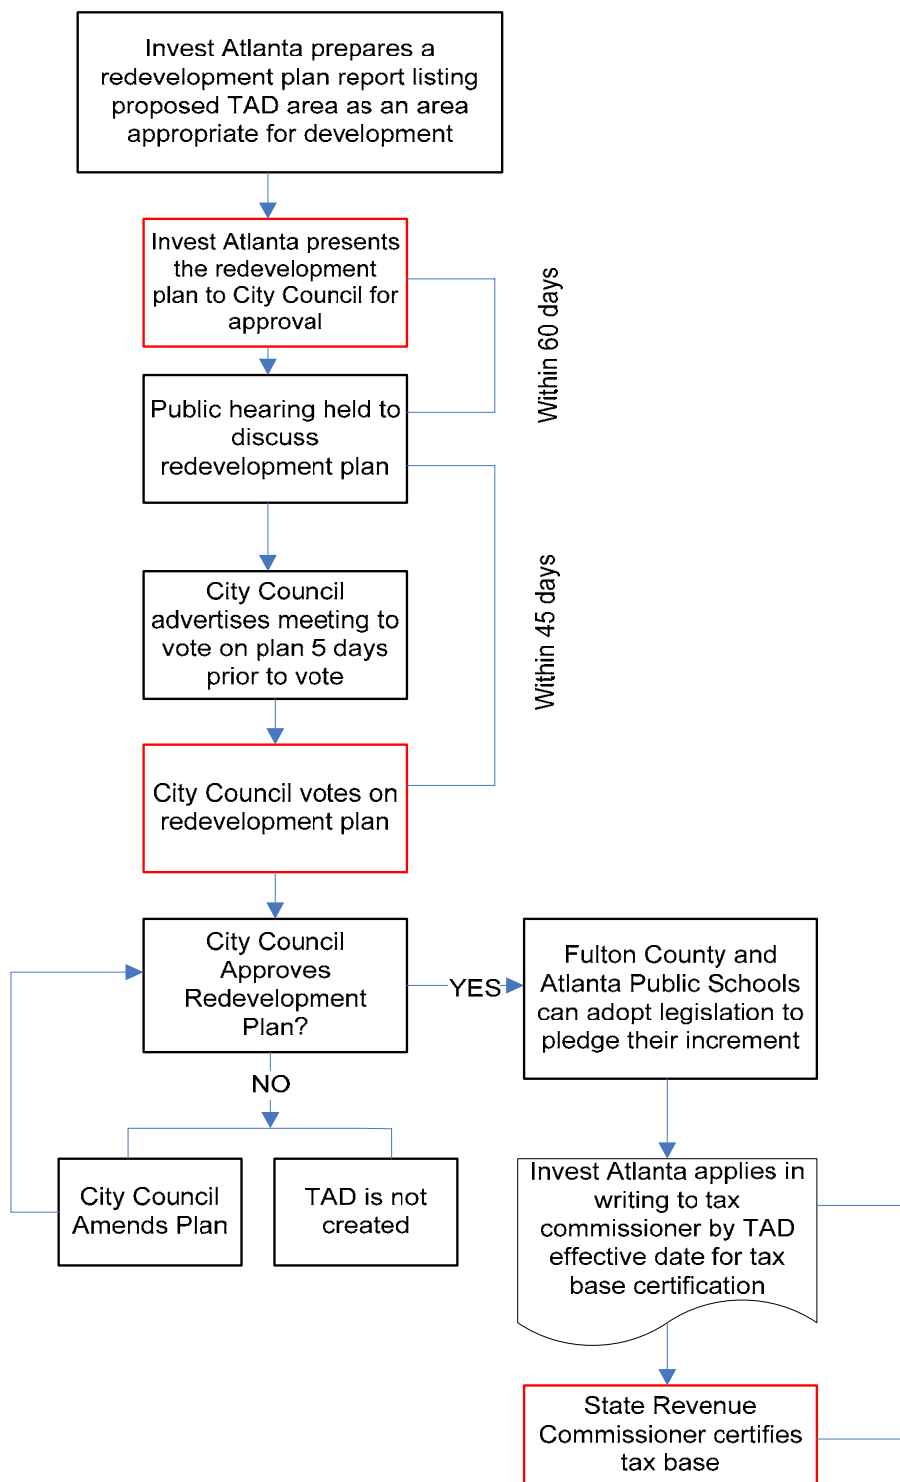 Invest Atlanta prepares a
redevelopment plan report listing
proposed TAD area as an area
appropriate for development
Invest Atlanta presents
the redevelopment
plan to City Council for
approval
Within 60 days
Public hearing held to
discuss
redevelopment plan
City Council
advertises meeting to
vote on plan 5 days
prior to vote
Within 45 days
City Council votes on
redevelopment plan
City Council
Approves
Redevelopment
Plan?
YES
Fulton County and
Atlanta Public Schools
can adopt legislation to
pledge their increment
NO
City Council
Amends Plan
TAD is not
created
Invest Atlanta applies in
writing to tax
commissioner by TAD
effective date for tax
base certification
State Revenue
Commissioner certifies
tax base